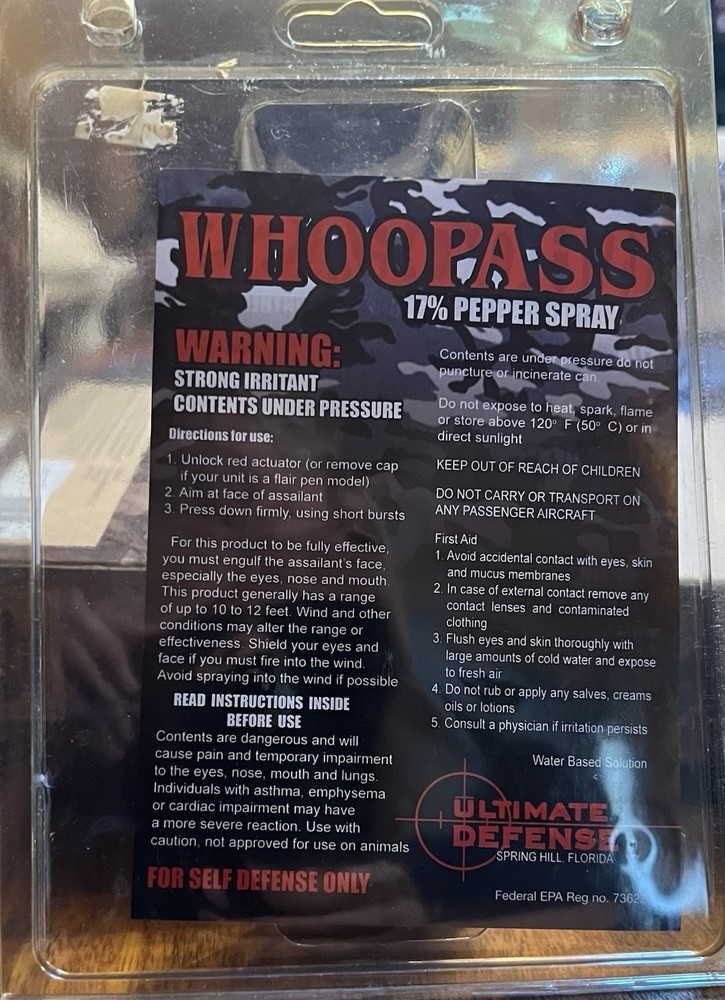 WHOOPASS
17% PEPPER SPRAY
WARNING:
STRONG IRRITANT
CONTENTS UNDER PRESSURE
Directions for use:
1. Unlock red actuator (or remove cap
if your unit is a flair pen model)
2. Aim at face of assailant
3. Press down firmly, using short bursts
For this product to be fully effective,
you must engulf the assailant's face,
especially the eyes, nose and mouth.
This product generally has a range
of up to 10 to 12 feet. Wind and other
conditions may alter the range or
effectiveness. Shield your eyes and
face if you must fire into the wind.
Avoid spraying into the wind if possible
READ INSTRUCTIONS INSIDE
BEFORE USE
Contents are dangerous and will
cause pain and temporary impairment
to the eyes, nose, mouth and lungs.
Individuals with asthma, emphysema
or cardiac impairment may have
a more severe reaction. Use with
caution, not approved for use on animals
FOR SELF DEFENSE ONLY
Contents are under pressure do not
puncture or incinerate can.
Do not expose to heat, spark, flame
or store above 120° F (50° C) or in
direct sunlight
KEEP OUT OF REACH OF CHILDREN
DO NOT CARRY OR TRANSPORT ON
ANY PASSENGER AIRCRAFT
First Aid
1. Avoid accidental contact with eyes, skin
and mucus membranes
2. In case of external contact remove any
contact lenses and contaminated
clothing
3. Flush eyes and skin thoroughly with
large amounts of cold water and expose
to fresh air
4. Do not rub or apply any salves, creams
oils or lotions
5. Consult a physician if irritation persists
Water Based Solution
ULTIMATE
DEFENSE
SPRING HILL, FLORIDA
Federal EPA Reg no.